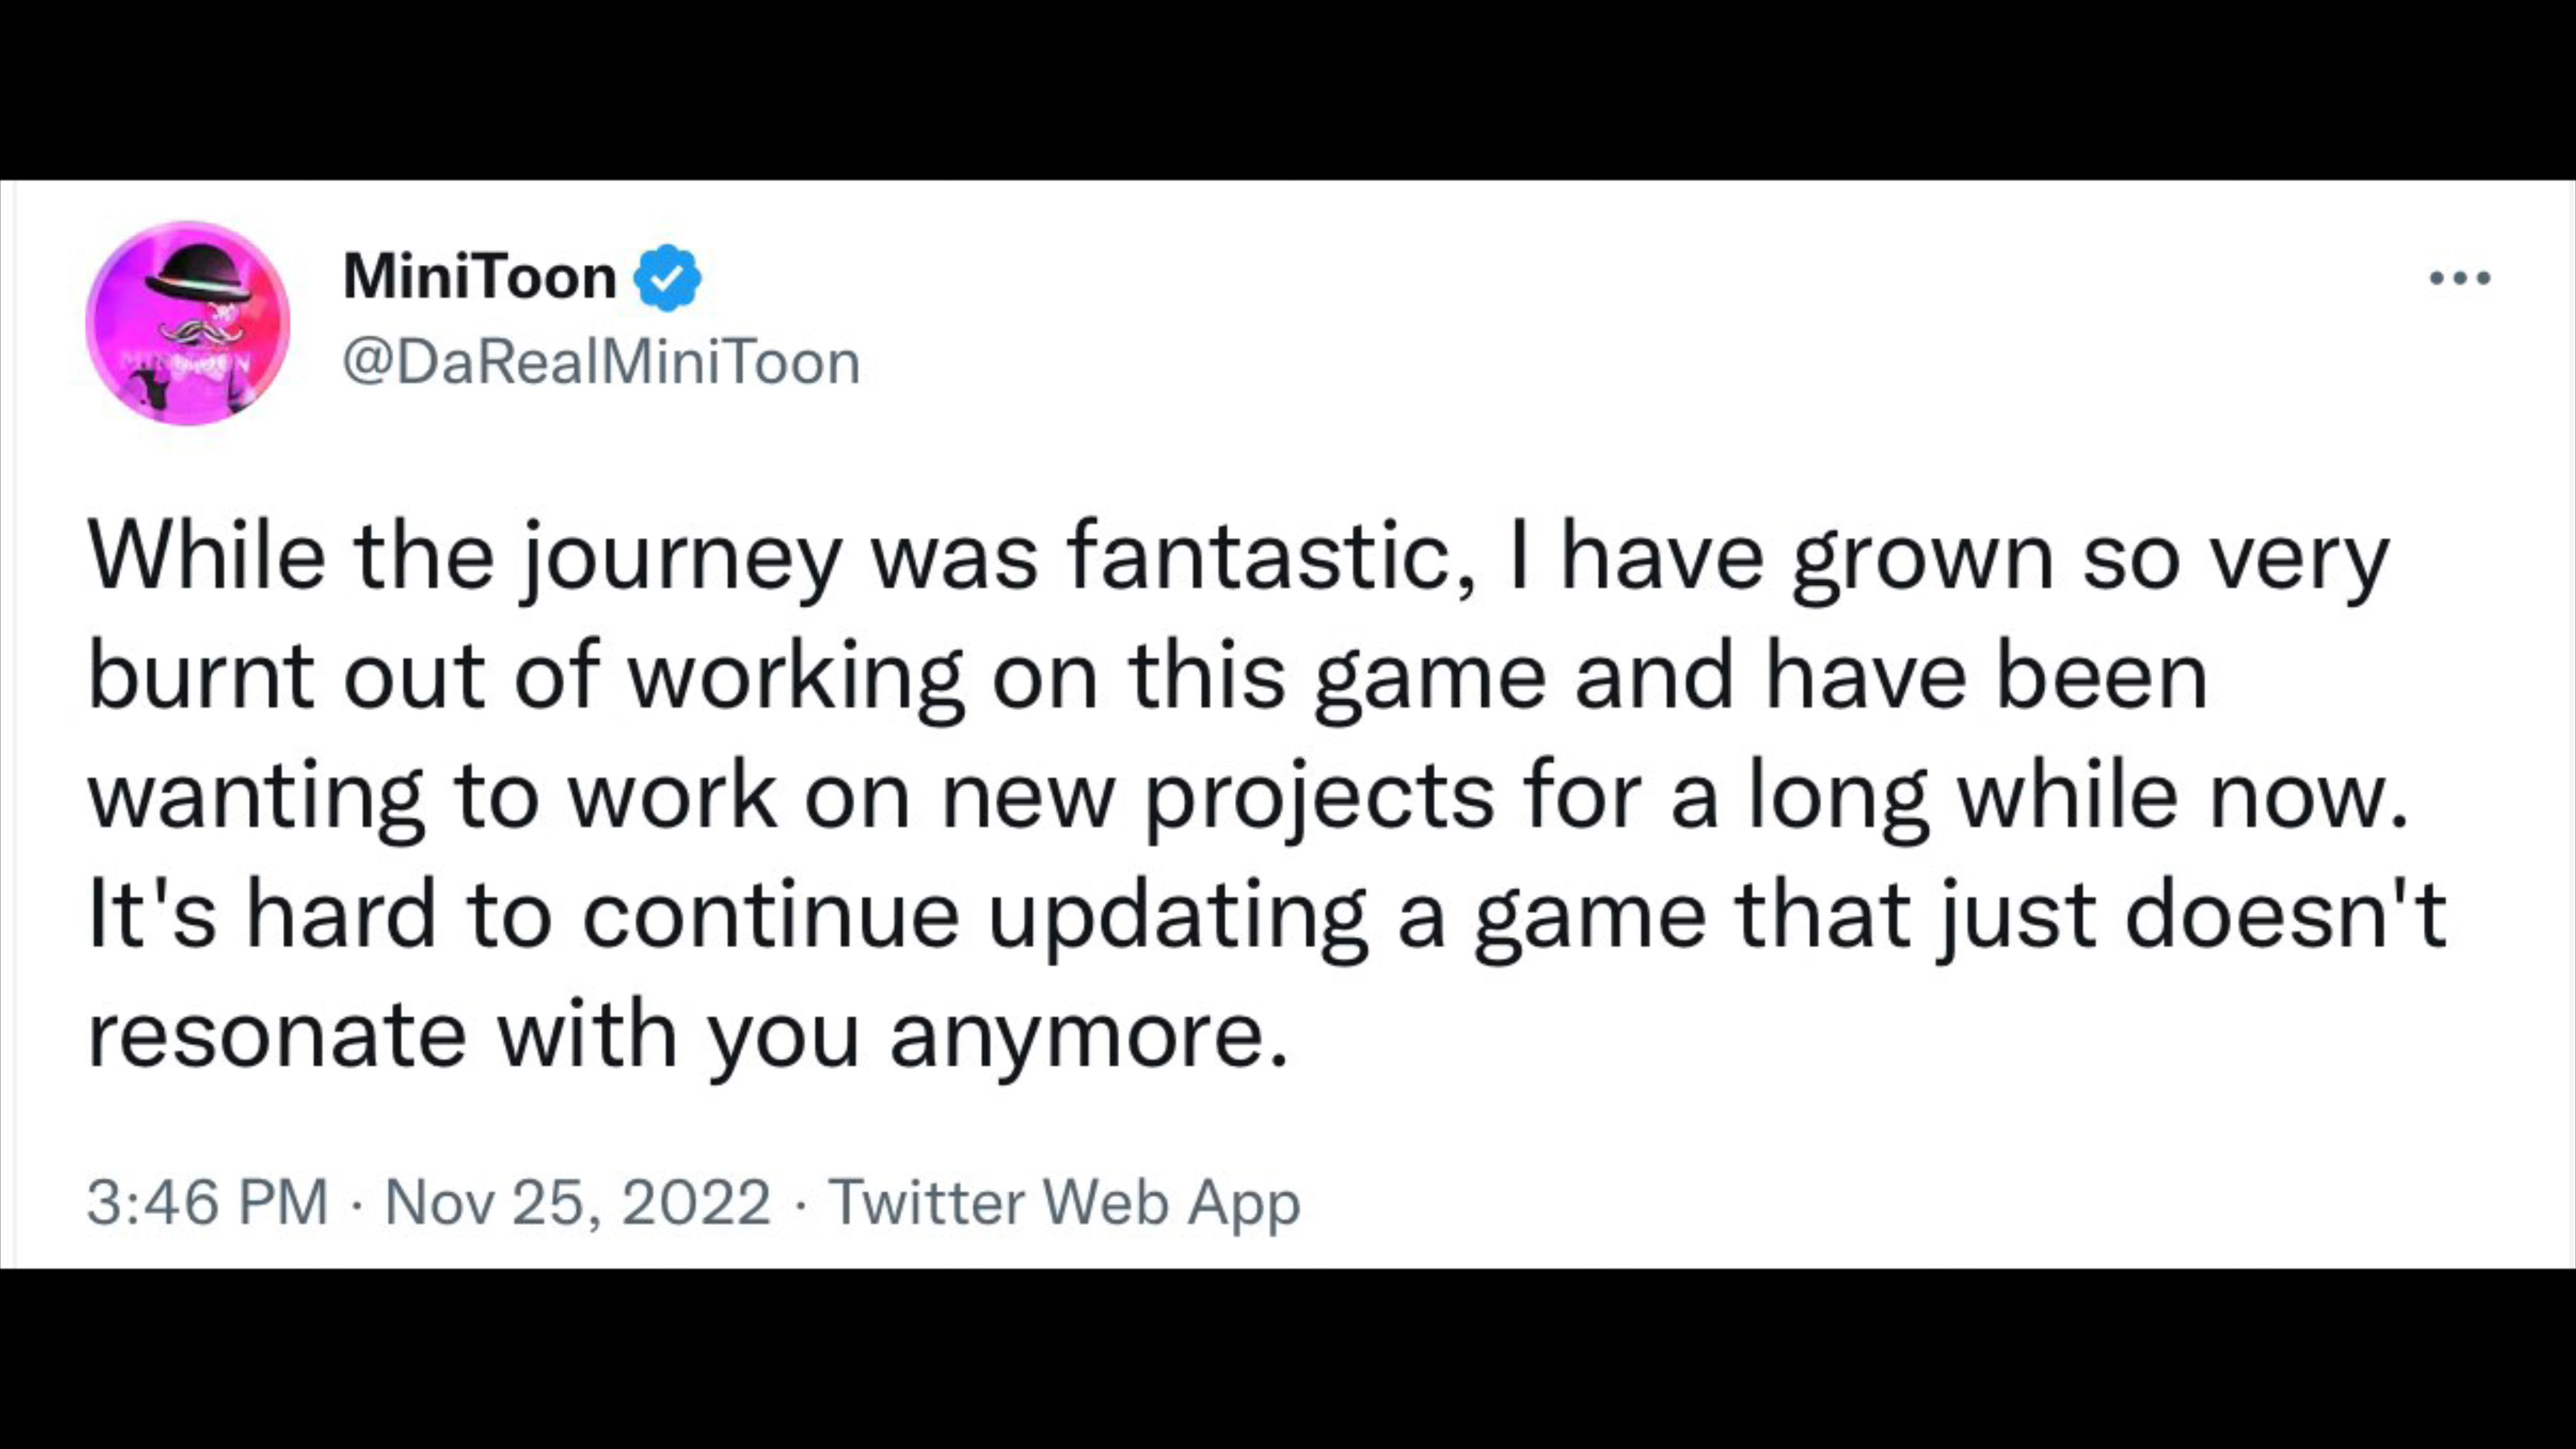 MiniToon
@DaRealMiniToon
While the journey was fantastic, I have grown so very
burnt out of working on this game and have been
wanting to work on new projects for a long while now.
It's hard to continue updating a game that just doesn't
resonate with you anymore.
3:46 PM · Nov 25, 2022 · Twitter Web App